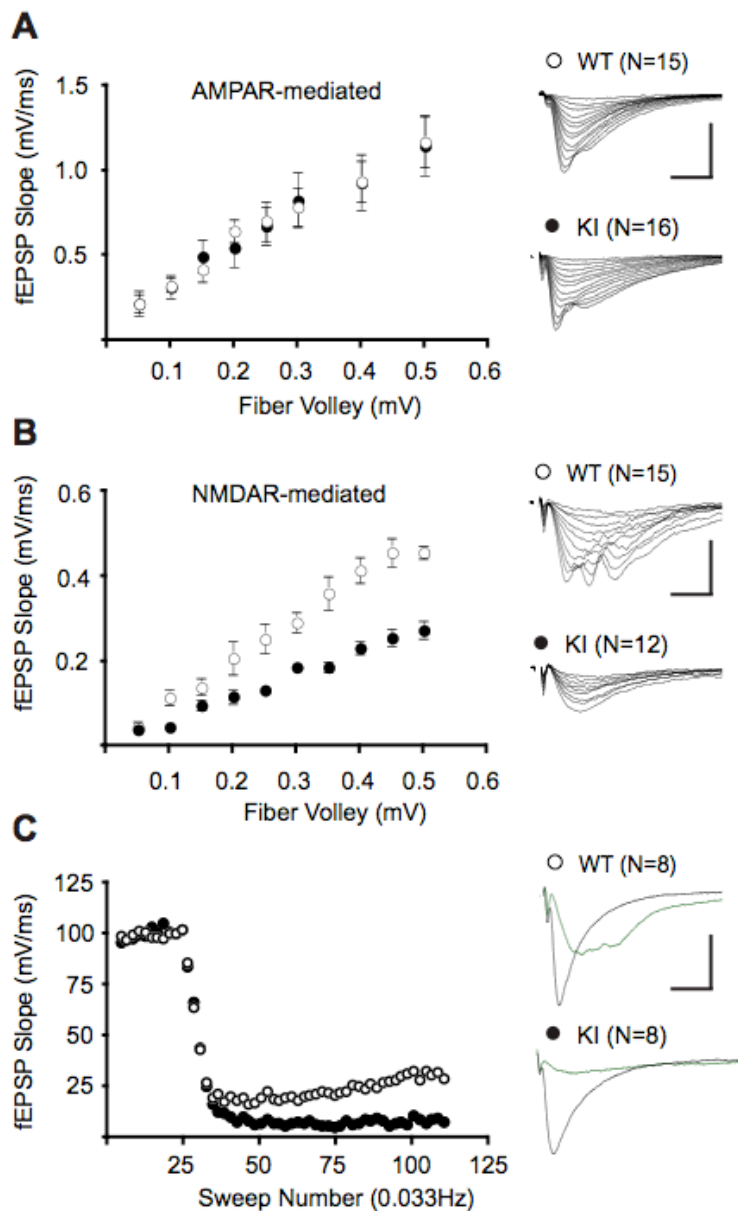 A
fEPSP Slope (mV/ms)
1.5
1.0
0.5
AMPAR-mediated
0.1 0.2 0.3 0.4 0.5 0.6
Fiber Volley (mV)
WT (N=15)
KI (N=16)
B
fEPSP Slope (mV/ms)
0.6
0.4
0.2
NMDAR-mediated
0.1 0.2 0.3 0.4 0.5 0.6
Fiber Volley (mV)
WT (N=15)
KI (N=12)
C
fEPSP Slope (mV/ms)
125
100
75
50
25
25 50 75 100 125
Sweep Number (0.033Hz)
WT (N=8)
KI (N=8)